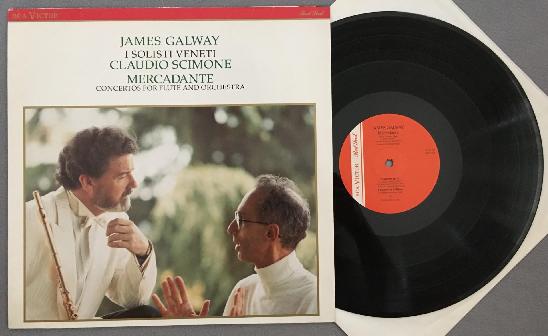 RCA VICTOR Red Seal
JAMES GALWAY
I SOLISTI VENETI
CLAUDIO SCIMONE
MERCADANTE
CONCERTOS FOR FLUTE AND ORCHESTRA
JAMES GALWAY
RCA VICTOR Red Seal